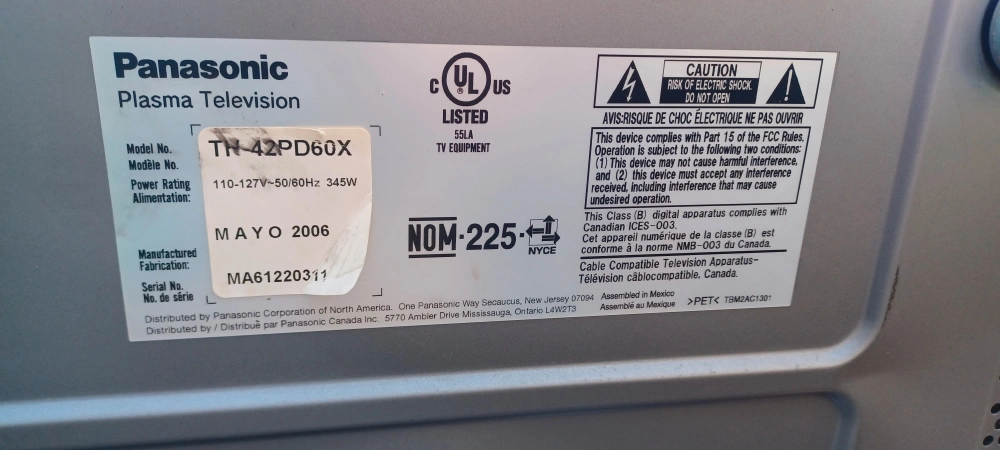 Panasonic
Plasma Television
Model No.
Modèle No.
TH-42PD60X
Power Rating
Alimentation:
110-127V~50/60Hz 345W
MAYO 2006
Manufactured
Fabrication:
Serial No.
No. de série
MA61220311
C UL US
LISTED
55LA
TV EQUIPMENT
NOM-225-
NYCE
CAUTION
RISK OF ELECTRIC SHOCK.
DO NOT OPEN
AVIS:RISQUE DE CHOC ÉLECTRIQUE NE PAS OUVRIR
This device complies with Part 15 of the FCC Rules.
Operation is subject to the following two conditions:
(1) This device may not cause harmful interference,
and (2) this device must accept any interference
received, including interference that may cause
undesired operation.
This Class (B) digital apparatus complies with
Canadian ICES-003.
Cet appareil numérique de la classe (B) est
conforme à la norme NMB-003 du Canada.
Cable Compatible Television Apparatus-
Télévision câblocompatible, Canada.
Distributed by Panasonic Corporation of North America. One Panasonic Way Secaucus, New Jersey 07094
Distributed by / Distribué par Panasonic Canada Inc. 5770 Ambler Drive Mississauga, Ontario L4W2T3
Assembled in Mexico
Assemblé au Mexique
>PET< TBM2AC1301